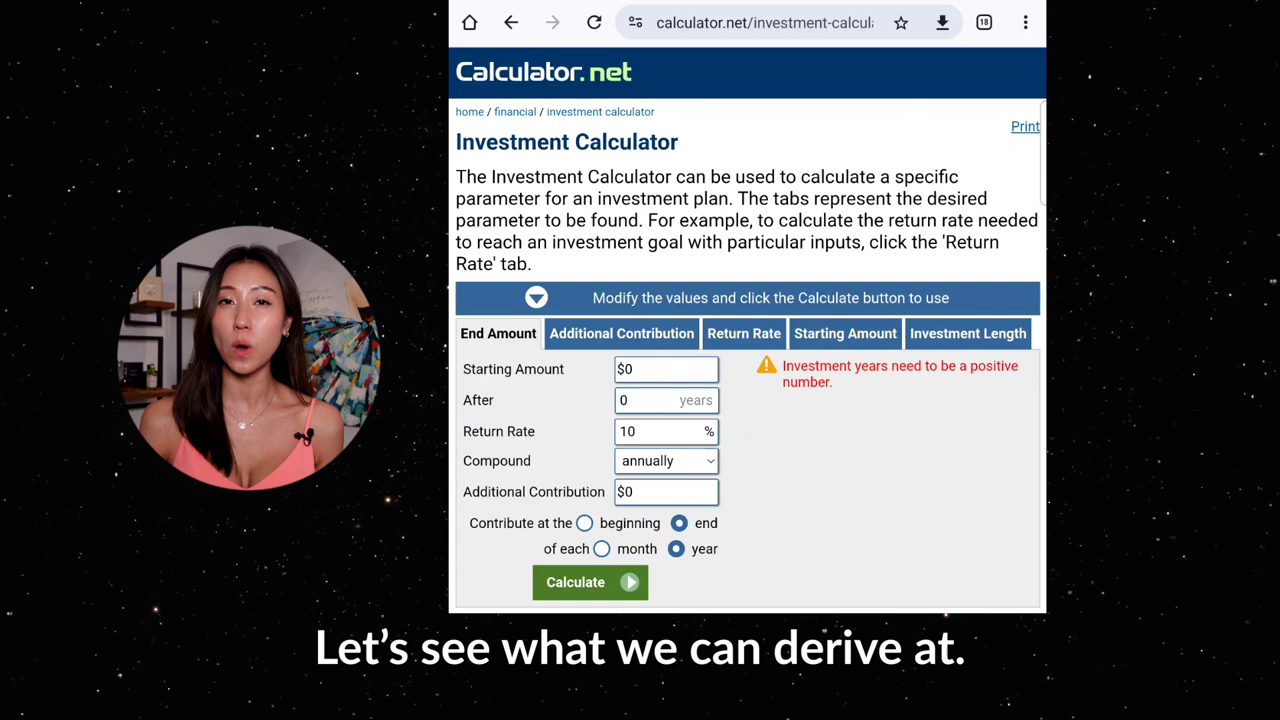 calculator.net/investment-calcul
18
Calculator.net
home / financial / investment calculator
Print
Investment Calculator
The Investment Calculator can be used to calculate a specific
parameter for an investment plan. The tabs represent the desired
parameter to be found. For example, to calculate the return rate needed
to reach an investment goal with particular inputs, click the 'Return
Rate' tab.
Modify the values and click the Calculate button to use
End Amount Additional Contribution Return Rate Starting Amount Investment Length
Starting Amount $0
After 0 years
Return Rate 10 %
Compound annually
Additional Contribution $0
Contribute at the beginning end
of each month year
Calculate
Investment years need to be a positive
number.
Let's see what we can derive at.